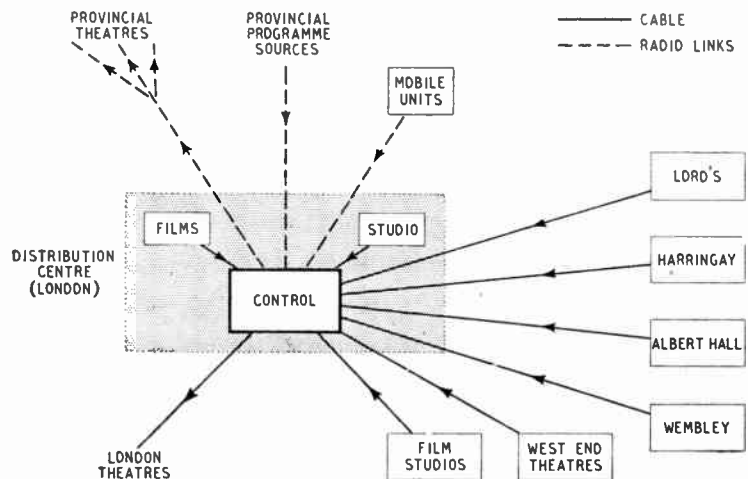 PROVINCIAL
THEATRES
PROVINCIAL
PROGRAMME
SOURCES
CABLE
RADIO LINKS
MOBILE
UNITS
LORD'S
FILMS
STUDIO
HARRINGAY
DISTRIBUTION
CENTRE
(LONDON)
CONTROL
ALBERT HALL
WEMBLEY
LONDON
THEATRES
FILM
STUDIOS
WEST END
THEATRES